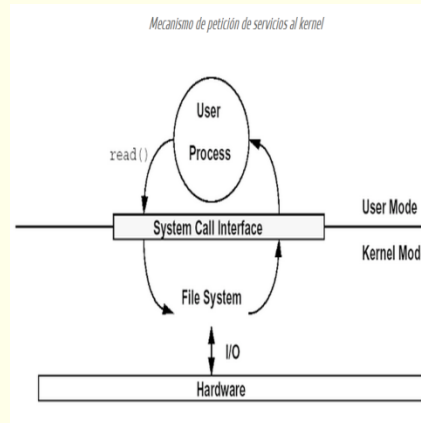 Mecanismo de petición de servicios al kernel
User
Process
read()
User Mode
System Call Interface
Kernel Mod
File System
I/O
Hardware